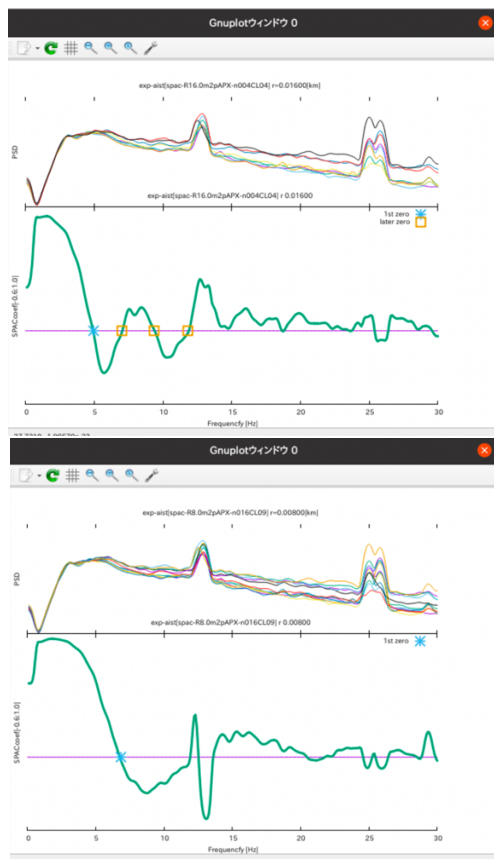 Gnuplotウィンドウ 0
exp-aist[spac-R16.0m2pAPX-n004CL04] r=0.01600[km]
PSD
exp-aist[spac-R16.0m2pAPX-n004CL04] r 0.01600
1st zero
later zero
SPACcoef[-0.6:1.0]
0 5 10 15 20 25 30
Frequencfy [Hz]
Gnuplotウィンドウ 0
exp-aist[spac-R8.0m2pAPX-n016CL09] r=0.00800[km]
PSD
exp-aist[spac-R8.0m2pAPX-n016CL09] r 0.00800
1st zero
SPACcoef[-0.6:1.0]
0 5 10 15 20 25 30
Frequencfy [Hz]